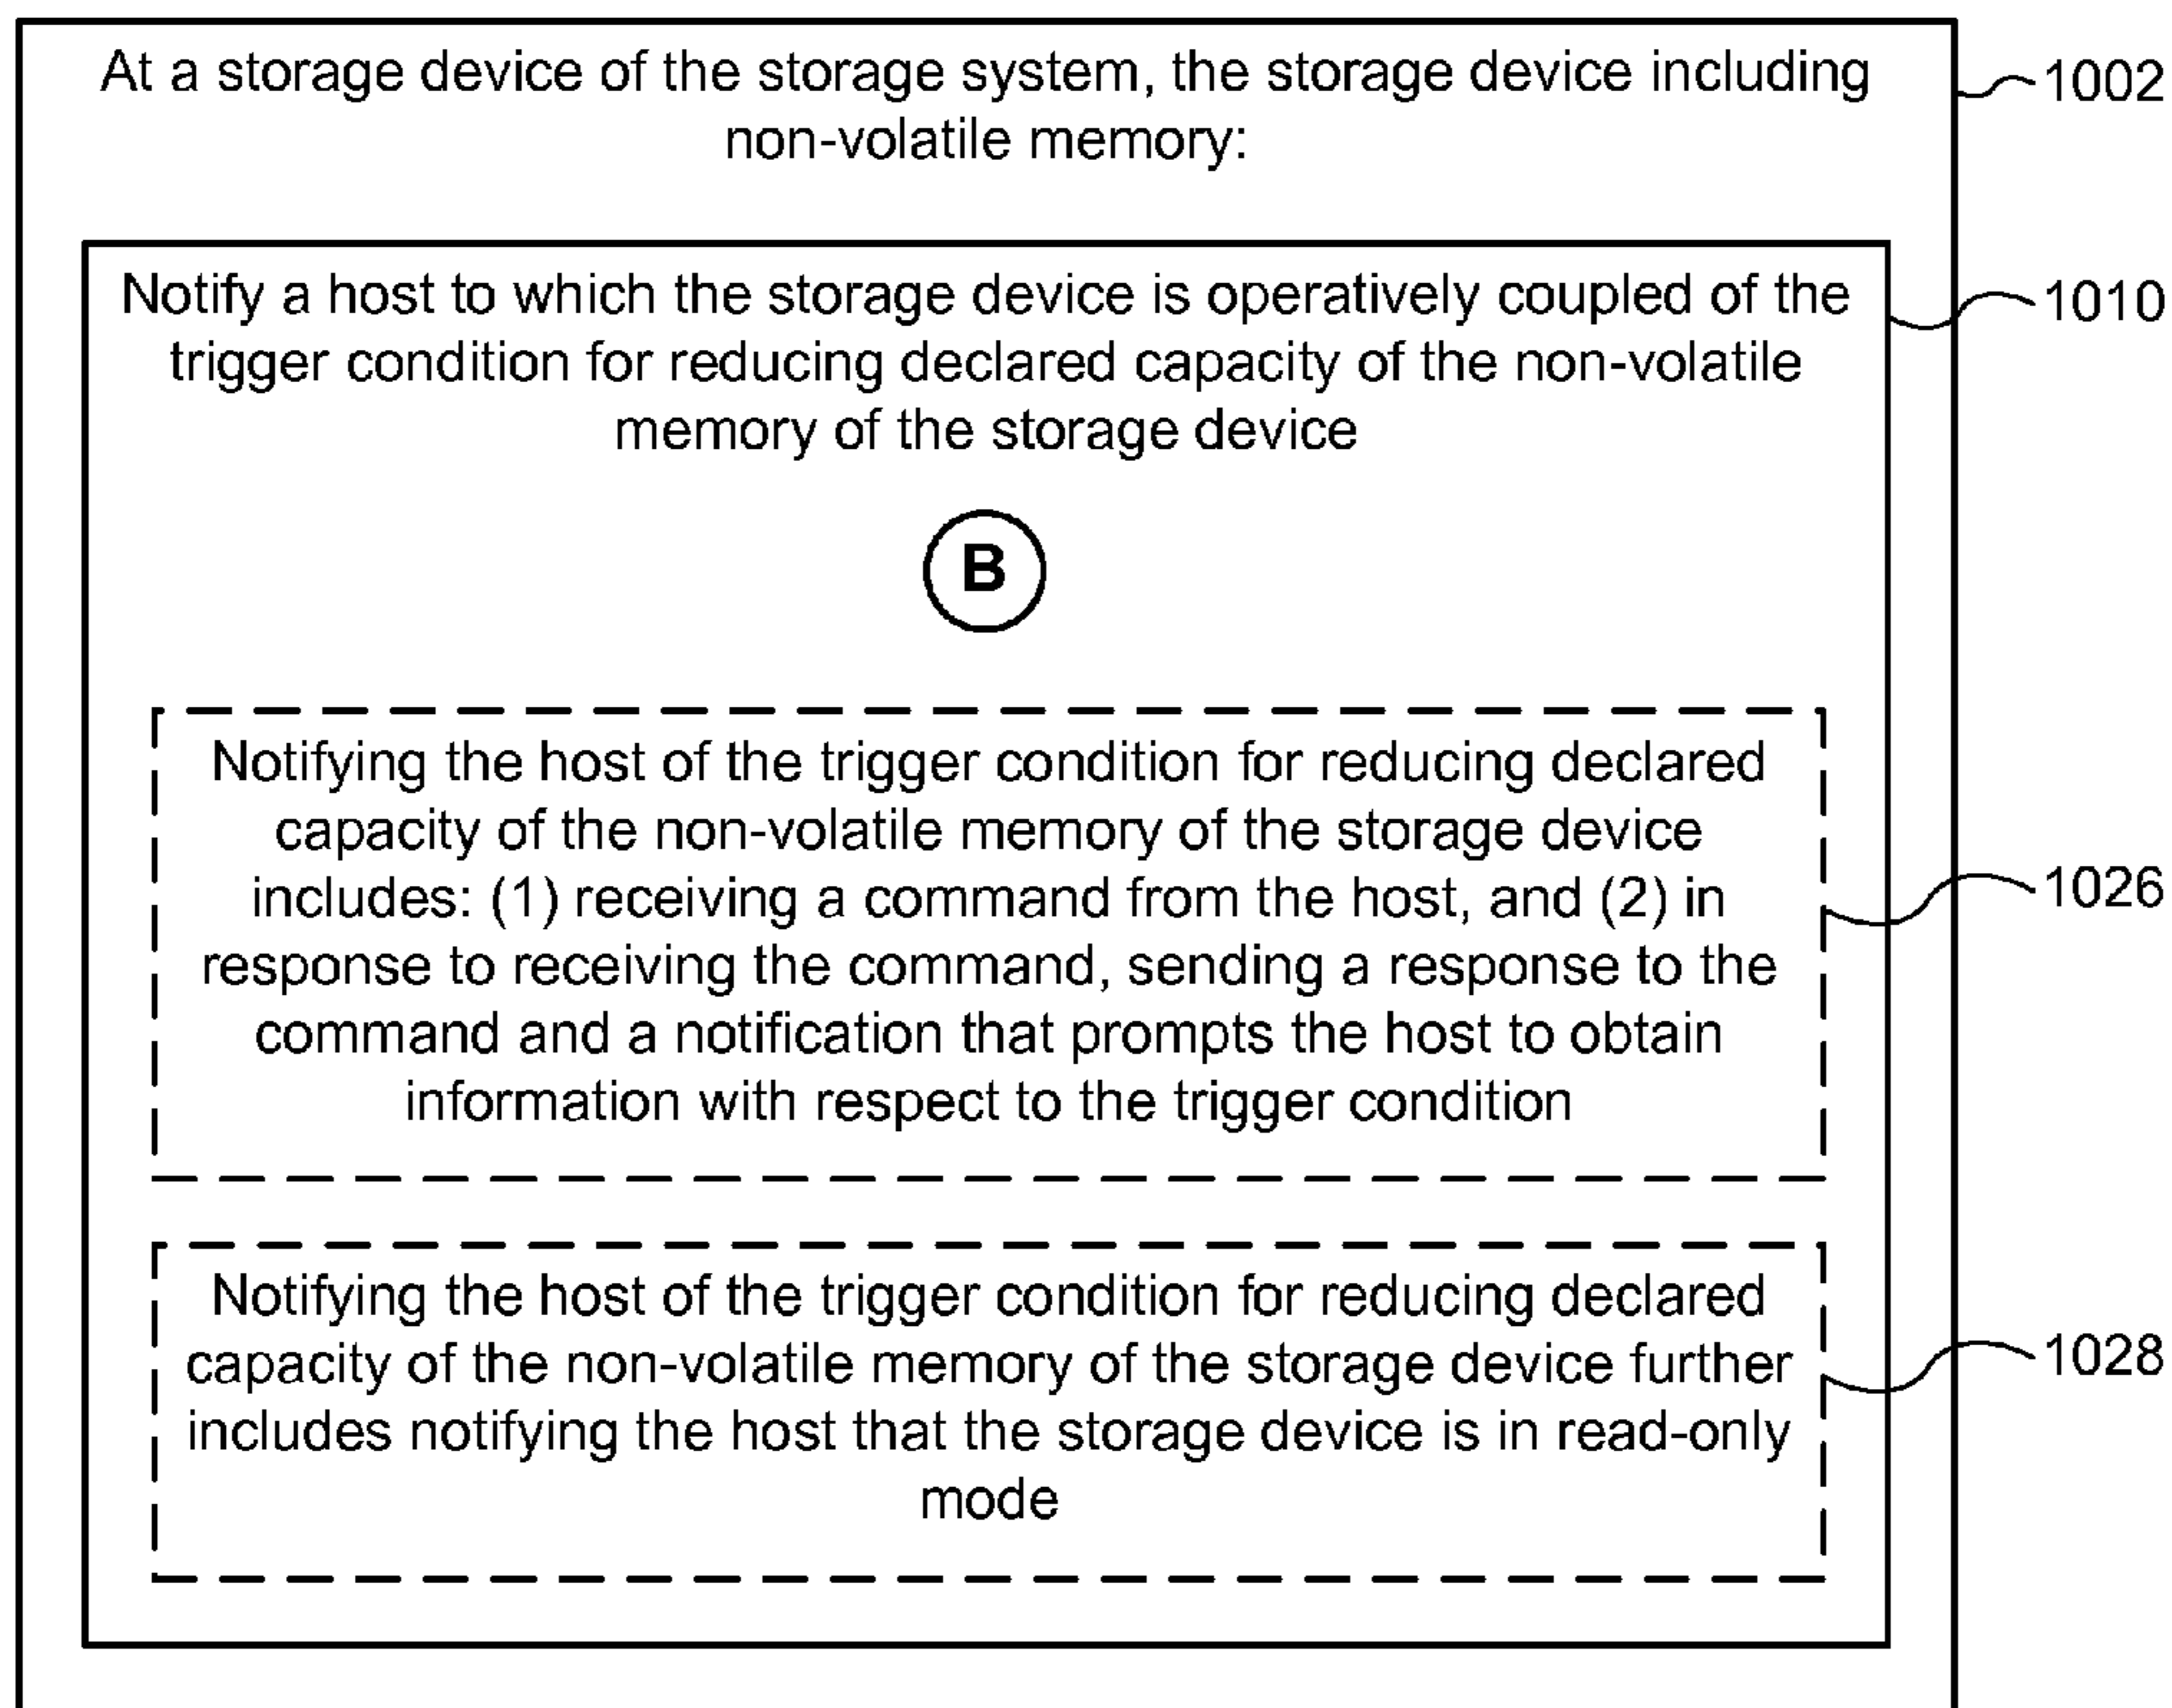 At a storage device of the storage system, the storage device including
non-volatile memory:
1002
Notify a host to which the storage device is operatively coupled of the
trigger condition for reducing declared capacity of the non-volatile
memory of the storage device
1010
B
Notifying the host of the trigger condition for reducing declared
capacity of the non-volatile memory of the storage device
includes: (1) receiving a command from the host, and (2) in
response to receiving the command, sending a response to the
command and a notification that prompts the host to obtain
information with respect to the trigger condition
1026
Notifying the host of the trigger condition for reducing declared
capacity of the non-volatile memory of the storage device further
includes notifying the host that the storage device is in read-only
mode
1028